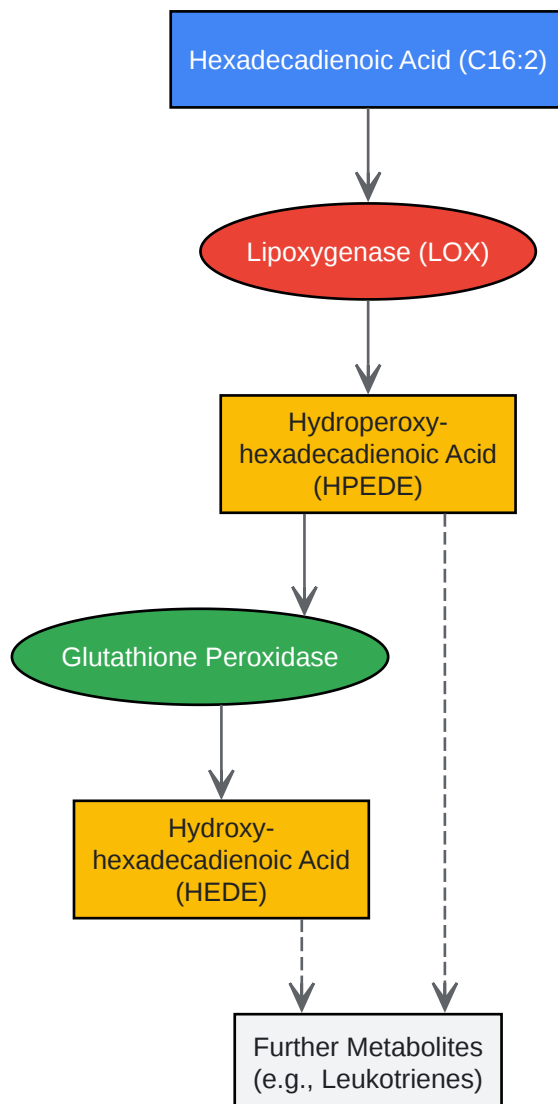 Hexadecadienoic Acid (C16:2)
Lipoxygenase (LOX)
Hydroperoxy-
hexadecadienoic Acid
(HPEDE)
Glutathione Peroxidase
Hydroxy-
hexadecadienoic Acid
(HEDE)
Further Metabolites
(e.g., Leukotrienes)